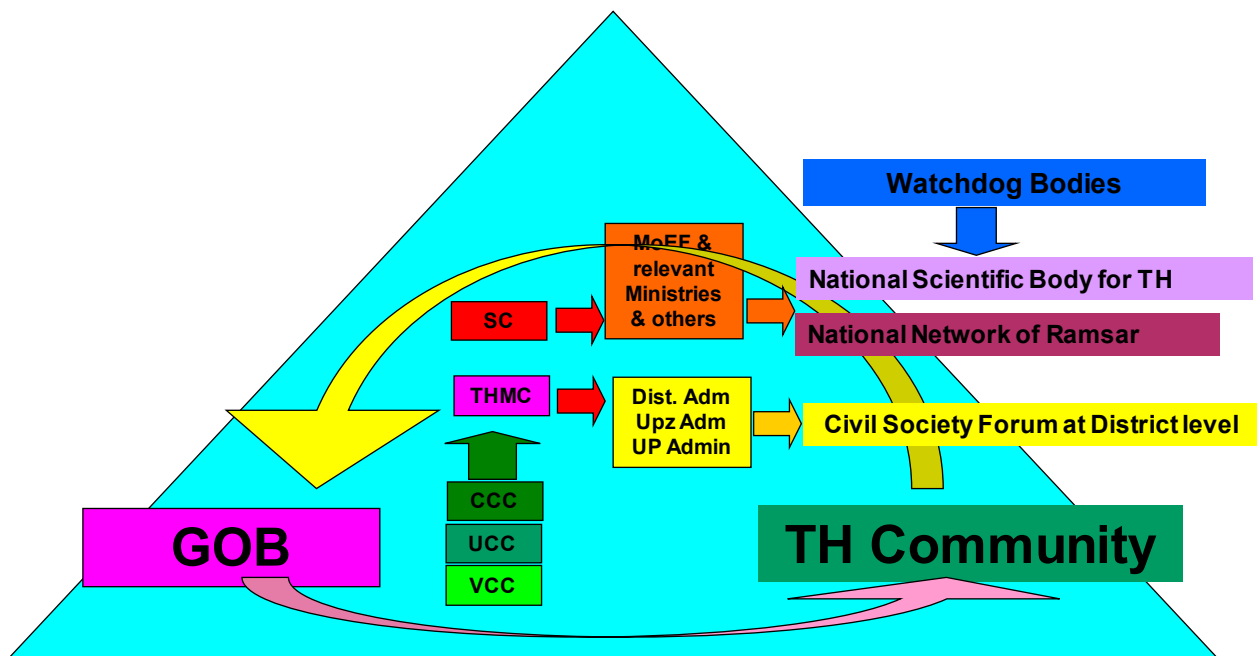 Watchdog Bodies
MoEF &
relevant
Ministries
& others
National Scientific Body for TH
SC
National Network of Ramsar
THMC
Dist. Adm
Upz Adm
UP Admin
Civil Society Forum at District level
CCC
UCC
VCC
GOB
TH Community